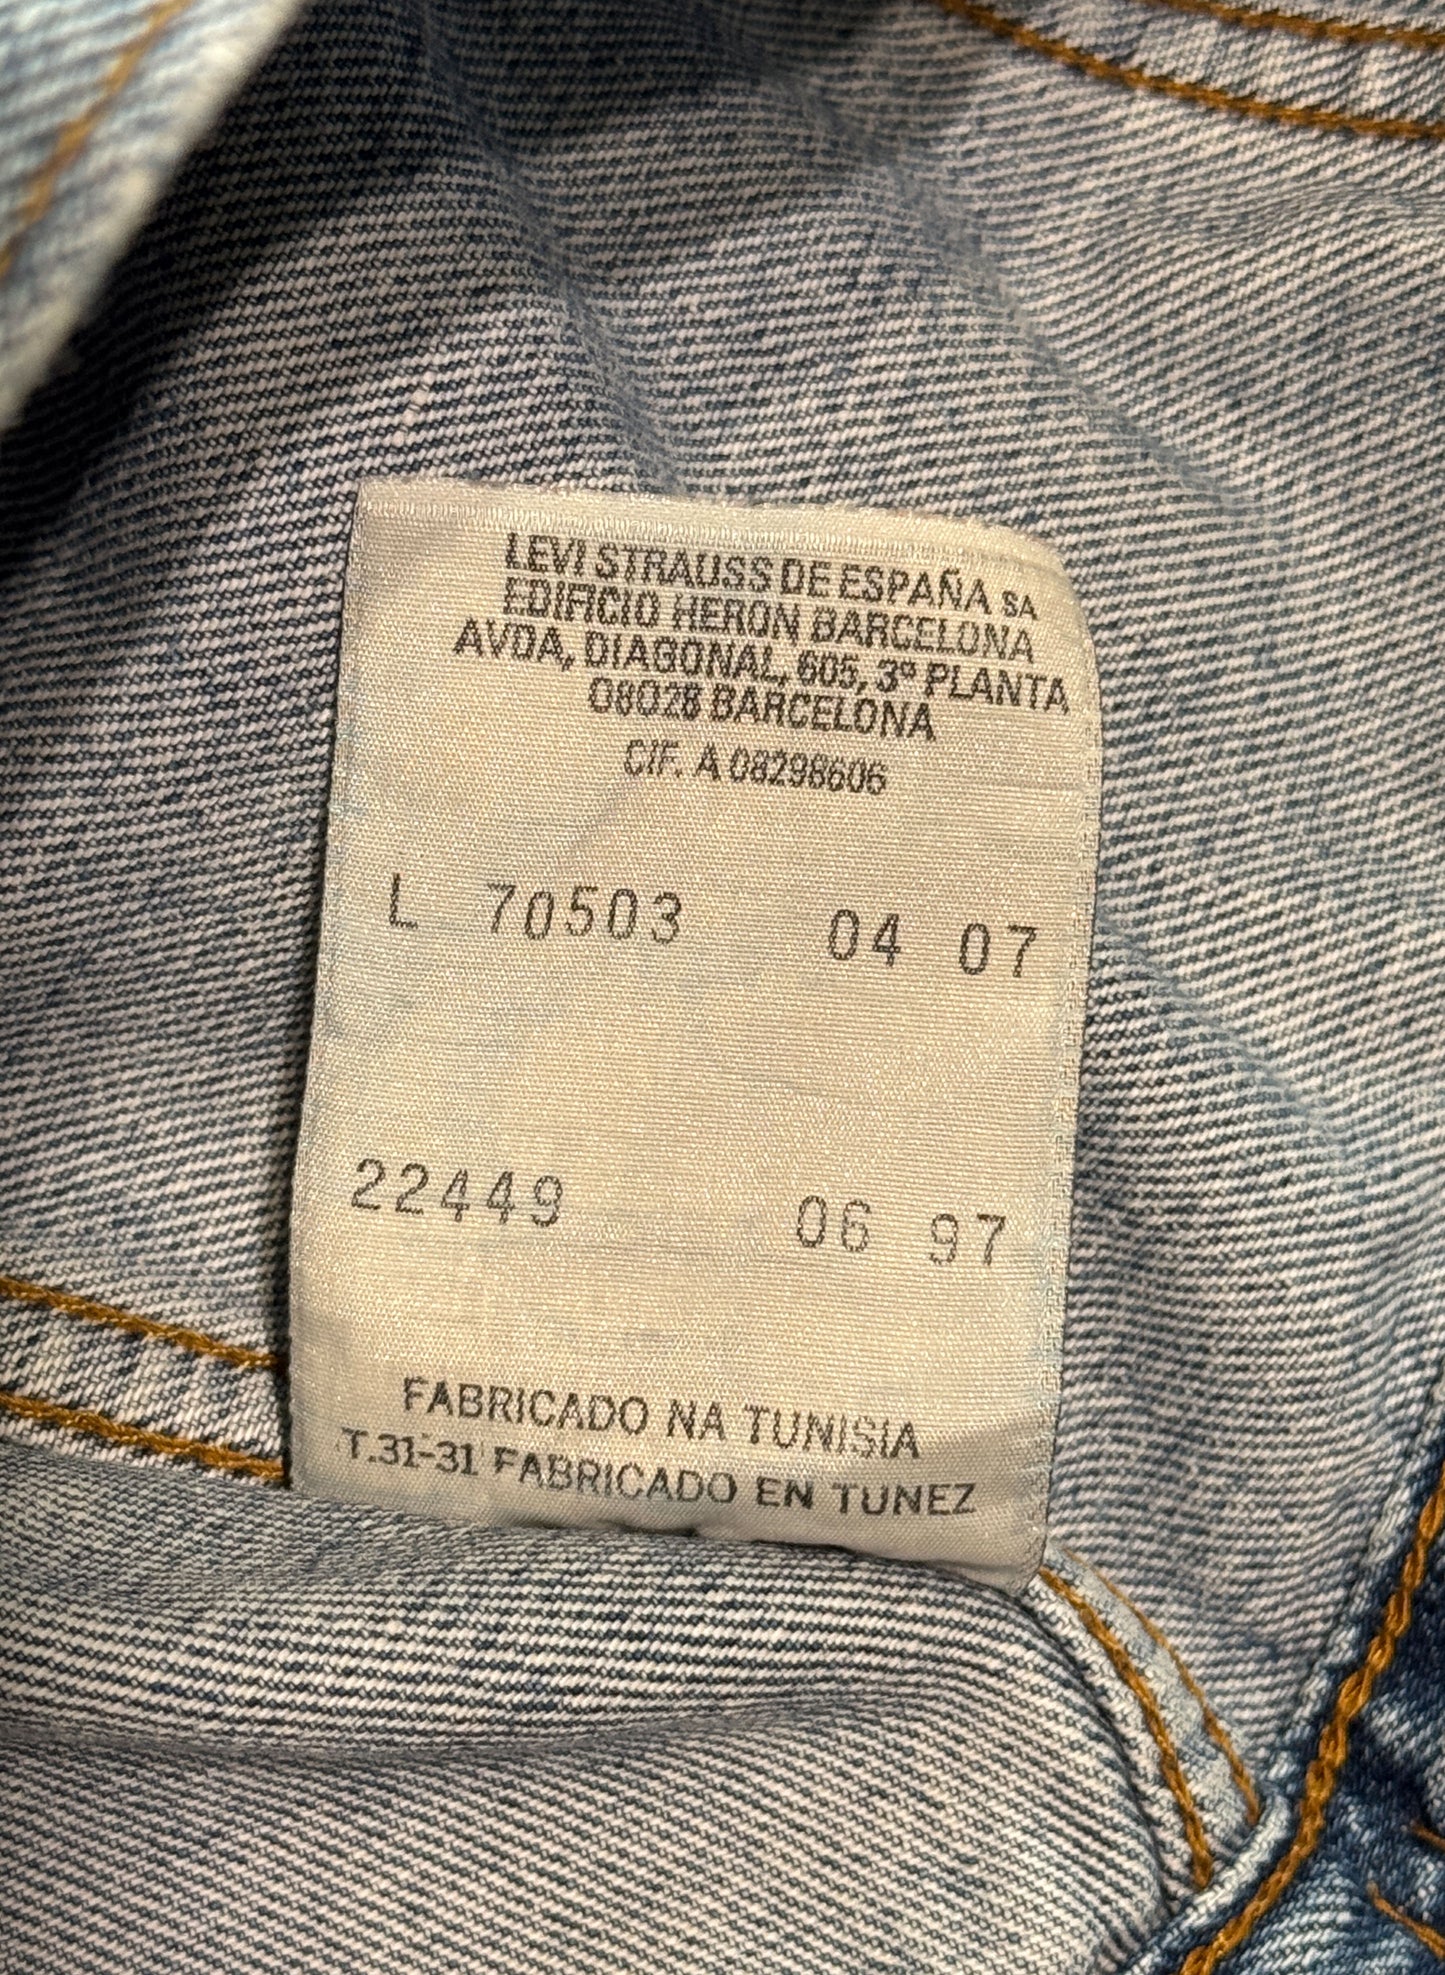 LEVI STRAUSS DE ESPAÑA SA
EDIFICIO HERON BARCELONA
AVDA, DIAGONAL, 605, 3º PLANTA
08028 BARCELONA
CIF. A 08298606
L 70503 04 07
22449 06 97
FABRICADO NA TUNISIA
T.31-31 FABRICADO EN TUNEZ